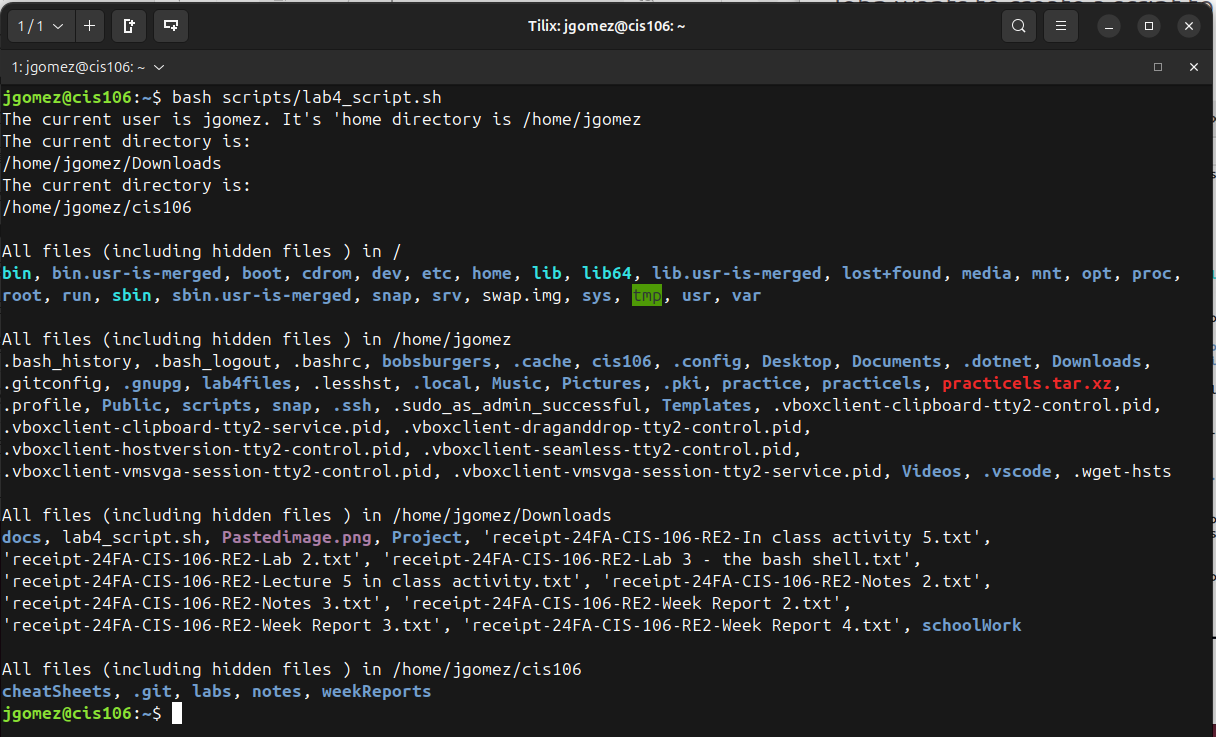 1 / 1
Tilix: jgomez@cis106: ~
1: jgomez@cis106: ~
jgomez@cis106:~$ bash scripts/lab4_script.sh
The current user is jgomez. It's 'home directory is /home/jgomez
The current directory is:
/home/jgomez/Downloads
The current directory is:
/home/jgomez/cis106
All files (including hidden files ) in /
bin, bin.usr-is-merged, boot, cdrom, dev, etc, home, lib, lib64, lib.usr-is-merged, lost+found, media, mnt, opt, proc,
root, run, sbin, sbin.usr-is-merged, snap, srv, swap.img, sys, tmp, usr, var
All files (including hidden files ) in /home/jgomez
.bash_history, .bash_logout, .bashrc, bobsburgers, .cache, cis106, .config, Desktop, Documents, .dotnet, Downloads,
.gitconfig, .gnupg, lab4files, .lesshst, .local, Music, Pictures, .pki, practice, practicels, practicels.tar.xz,
.profile, Public, scripts, snap, .ssh, .sudo_as_admin_successful, Templates, .vboxclient-clipboard-tty2-control.pid,
.vboxclient-clipboard-tty2-service.pid, .vboxclient-draganddrop-tty2-control.pid,
.vboxclient-hostversion-tty2-control.pid, .vboxclient-seamless-tty2-control.pid,
.vboxclient-vmsvga-session-tty2-control.pid, .vboxclient-vmsvga-session-tty2-service.pid, Videos, .vscode, .wget-hsts
All files (including hidden files ) in /home/jgomez/Downloads
docs, lab4_script.sh, Pastedimage.png, Project, 'receipt-24FA-CIS-106-RE2-In class activity 5.txt',
'receipt-24FA-CIS-106-RE2-Lab 2.txt', 'receipt-24FA-CIS-106-RE2-Lab 3 - the bash shell.txt',
'receipt-24FA-CIS-106-RE2-Lecture 5 in class activity.txt', 'receipt-24FA-CIS-106-RE2-Notes 2.txt',
'receipt-24FA-CIS-106-RE2-Notes 3.txt', 'receipt-24FA-CIS-106-RE2-Week Report 2.txt',
'receipt-24FA-CIS-106-RE2-Week Report 3.txt', 'receipt-24FA-CIS-106-RE2-Week Report 4.txt', schoolWork
All files (including hidden files ) in /home/jgomez/cis106
cheatSheets, .git, labs, notes, weekReports
jgomez@cis106:~$